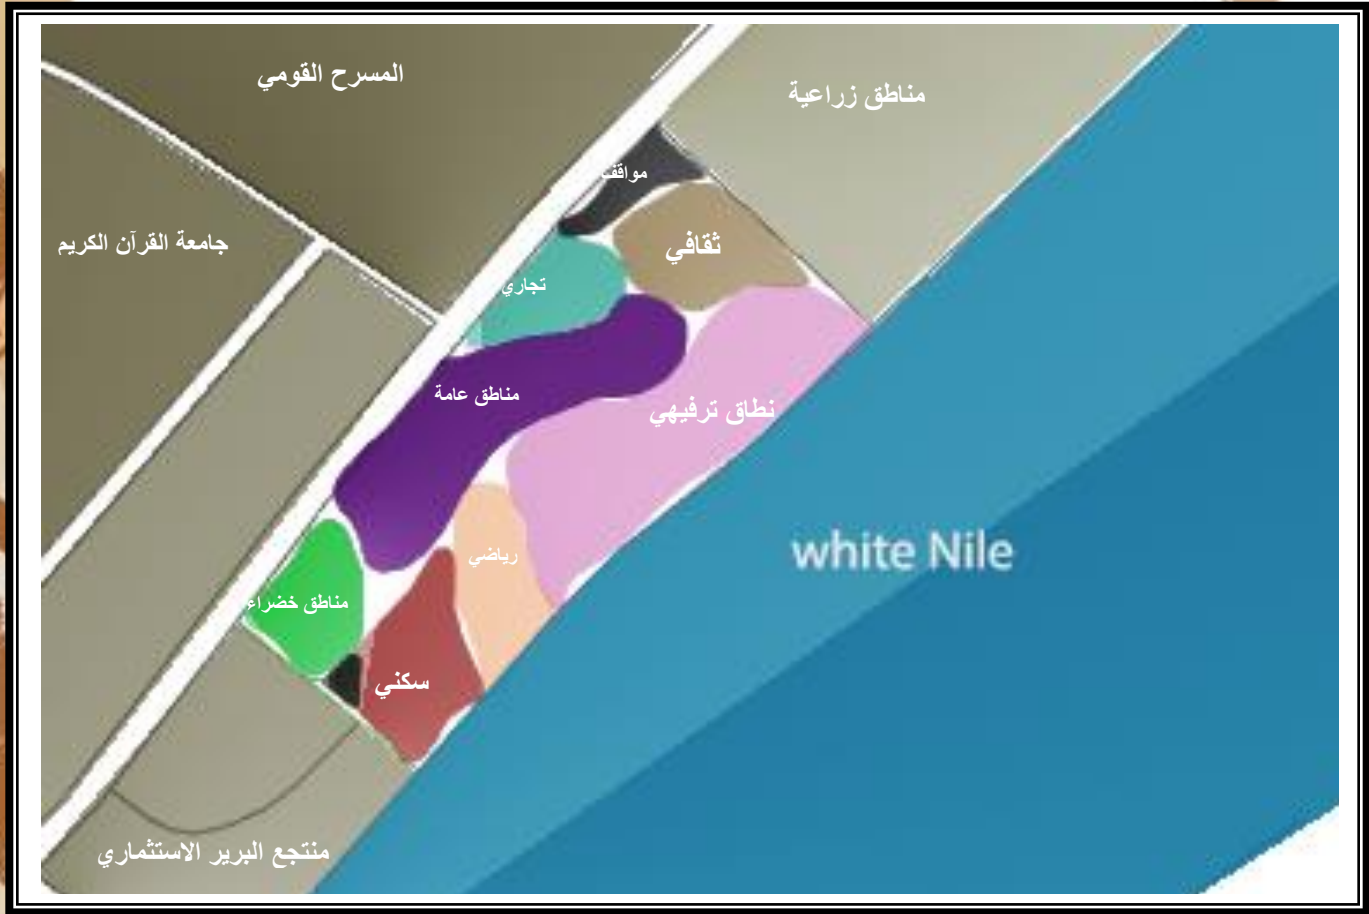 المسرح القومي
مناطق زراعية
مواقف
جامعة القرآن الكريم
ثقافي
تجاري
مناطق عامة
نطاق ترفيهي
white Nile
رياضي
مناطق خضراء
سكني
منتجع البرير الاستثماري